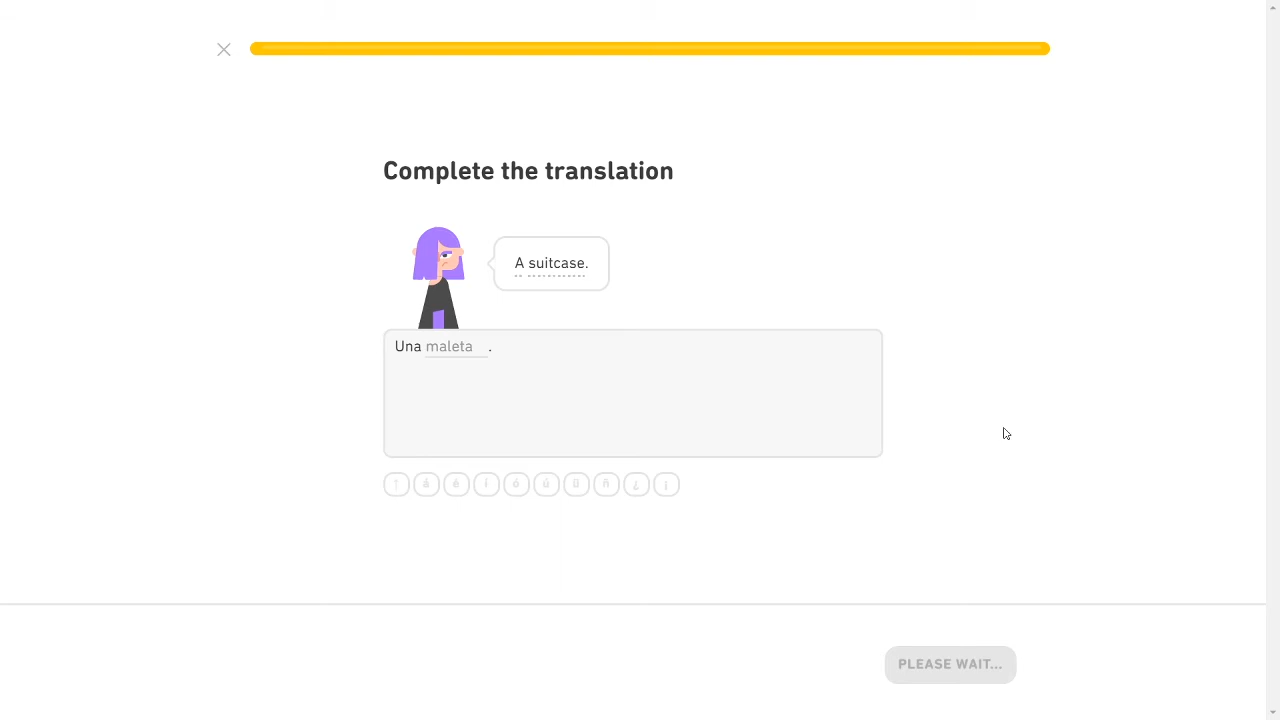 Complete the translation
A suitcase.
Una maleta .
↑ á é í ó ú ü ñ ¿ ¡
PLEASE WAIT...